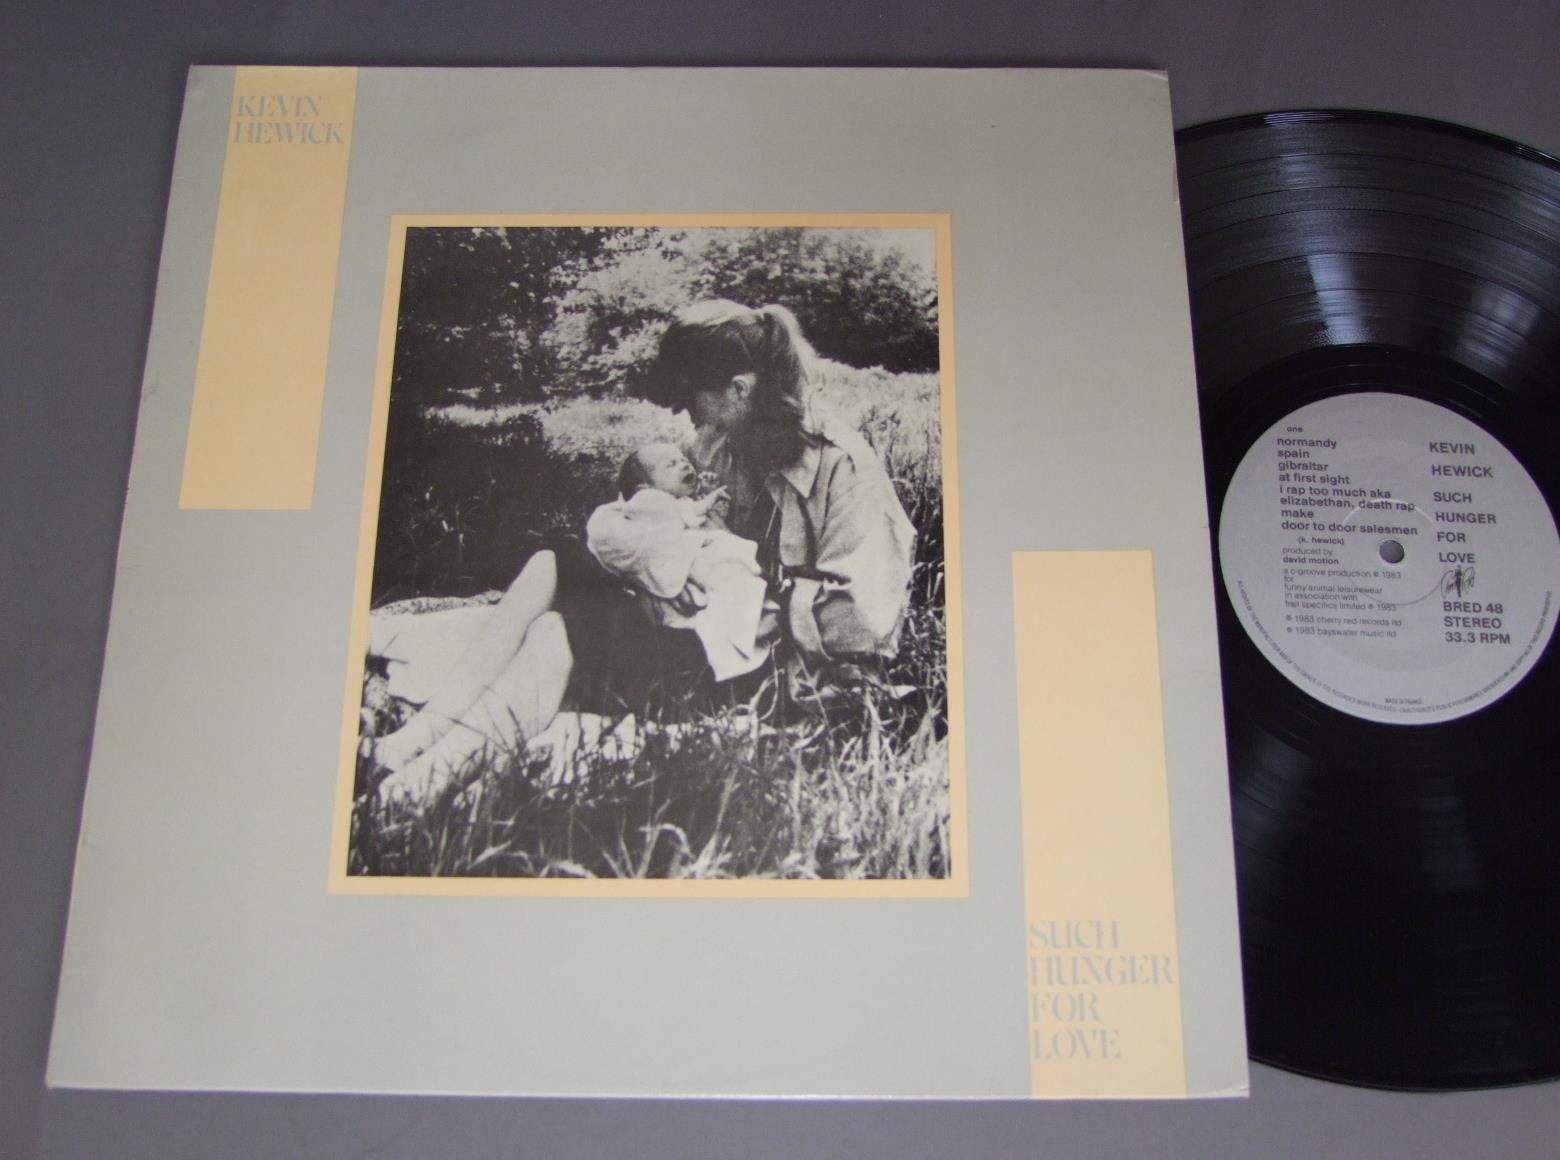 KEVIN
HEWICK
SUCH
HUNGER
FOR
LOVE
one
normandy
spain
gibraltar
at first sight
i rap too much aka
elizabethan, death rap
make
door to door salesmen
(k. hewick)
produced by
david motion
a c-groove production ℗ 1983
for
funny animal leisurewear
in association with
frail specifics limited ℗ 1983
℗ 1983 cherry red records ltd
© 1983 bayswater music ltd
KEVIN
HEWICK
SUCH
HUNGER
FOR
LOVE
BRED 48
STEREO
33.3 RPM
MADE IN FRANCE